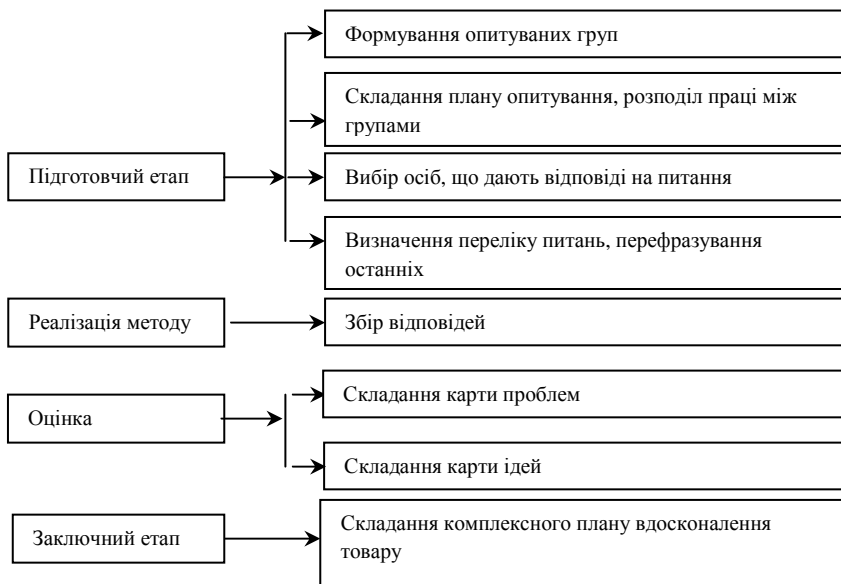 Формування опитуваних груп
Складання плану опитування, розподіл праці між
групами
Підготовчий етап
Вибір осіб, що дають відповіді на питання
Визначення переліку питань, перефразування
останніх
Реалізація методу
Збір відповідей
Складання карти проблем
Оцінка
Складання карти ідей
Заключний етап
Складання комплексного плану вдосконалення
товару